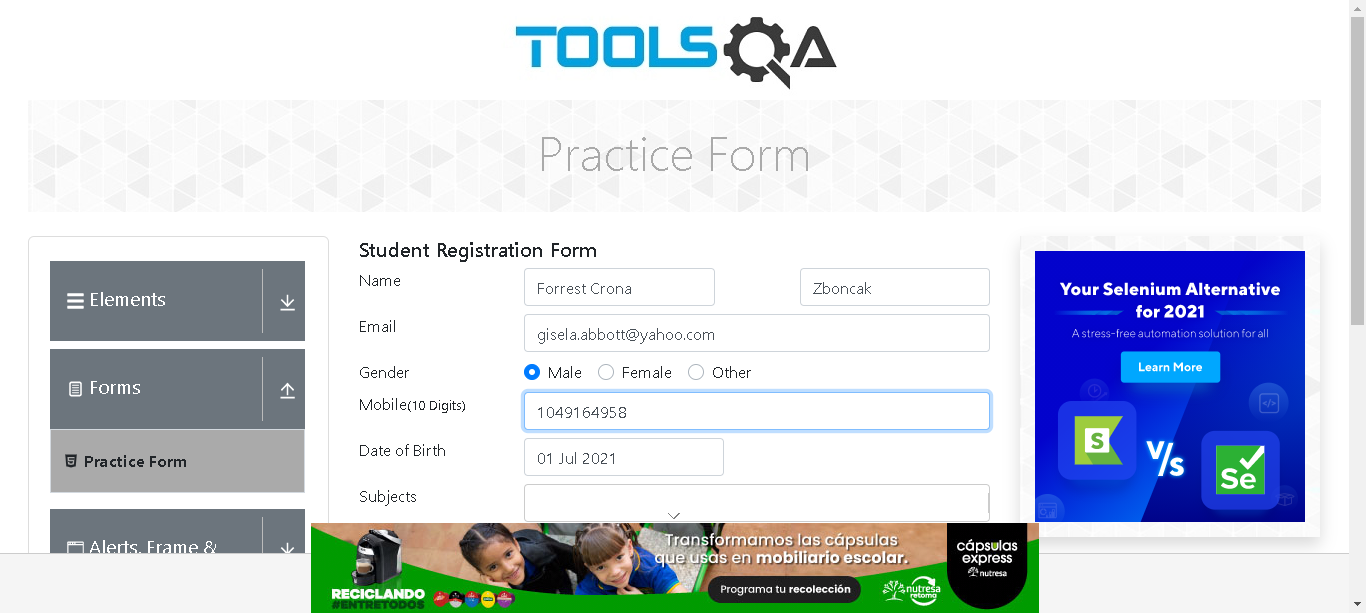 TOOLSQA
Practice Form
Elements
Forms
Practice Form
Alerts, Frame &
Student Registration Form
Name
Forrest Crona
Zboncak
Email
gisela.abbott@yahoo.com
Gender
Male
Female
Other
Mobile(10 Digits)
1049164958
Date of Birth
01 Jul 2021
Subjects
Your Selenium Alternative
for 2021
A stress-free automation solution for all
Learn More
S
V/s
Se
RECICLANDO
#ENTRETODOS
Transformamos las cápsulas
que usas en mobiliario escolar.
Programa tu recolección
nutresa
retoma
cápsulas
express
nutresa